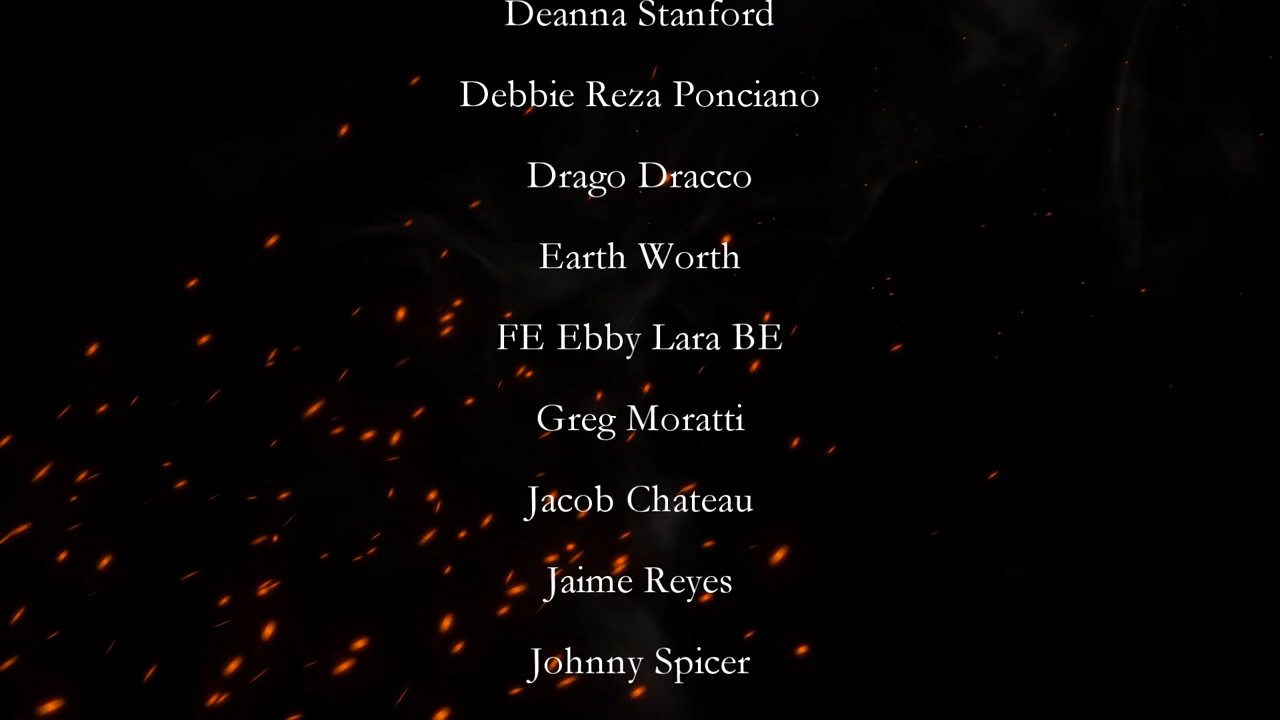 Deanna Stanford
Debbie Reza Ponciano
Drago Dracco
Earth Worth
FE Ebby Lara BE
Greg Moratti
Jacob Chateau
Jaime Reyes
Johnny Spicer